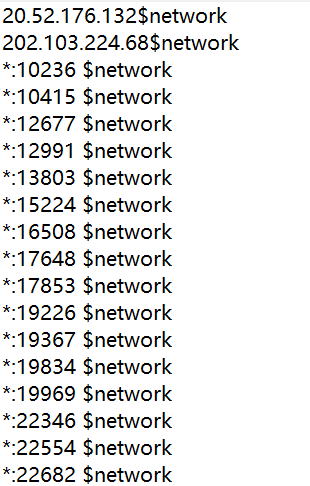 20.52.176.132$network
202.103.224.68$network
*:10236 $network
*:10415 $network
*:12677 $network
*:12991 $network
*:13803 $network
*:15224 $network
*:16508 $network
*:17648 $network
*:17853 $network
*:19226 $network
*:19367 $network
*:19834 $network
*:19969 $network
*:22346 $network
*:22554 $network
*:22682 $network